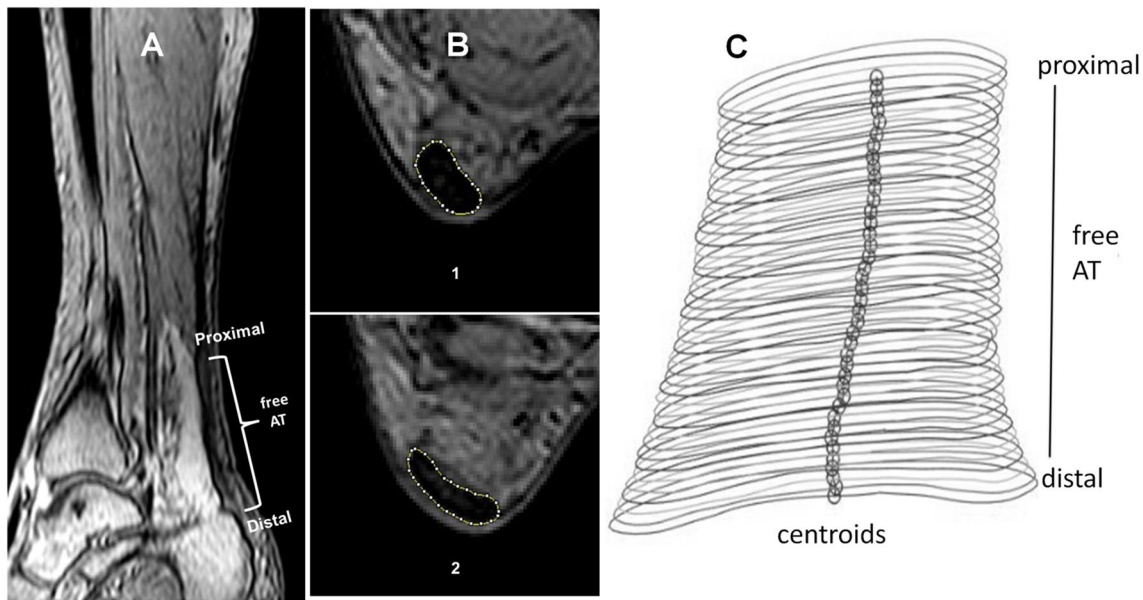 A
Proximal
free
AT
Distal
B
1
2
C
proximal
free
AT
distal
centroids